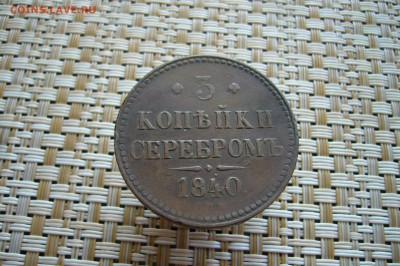 COINS.LAVE.RU
3
КОПѢЙКИ
СЕРЕБРОМЪ
1840